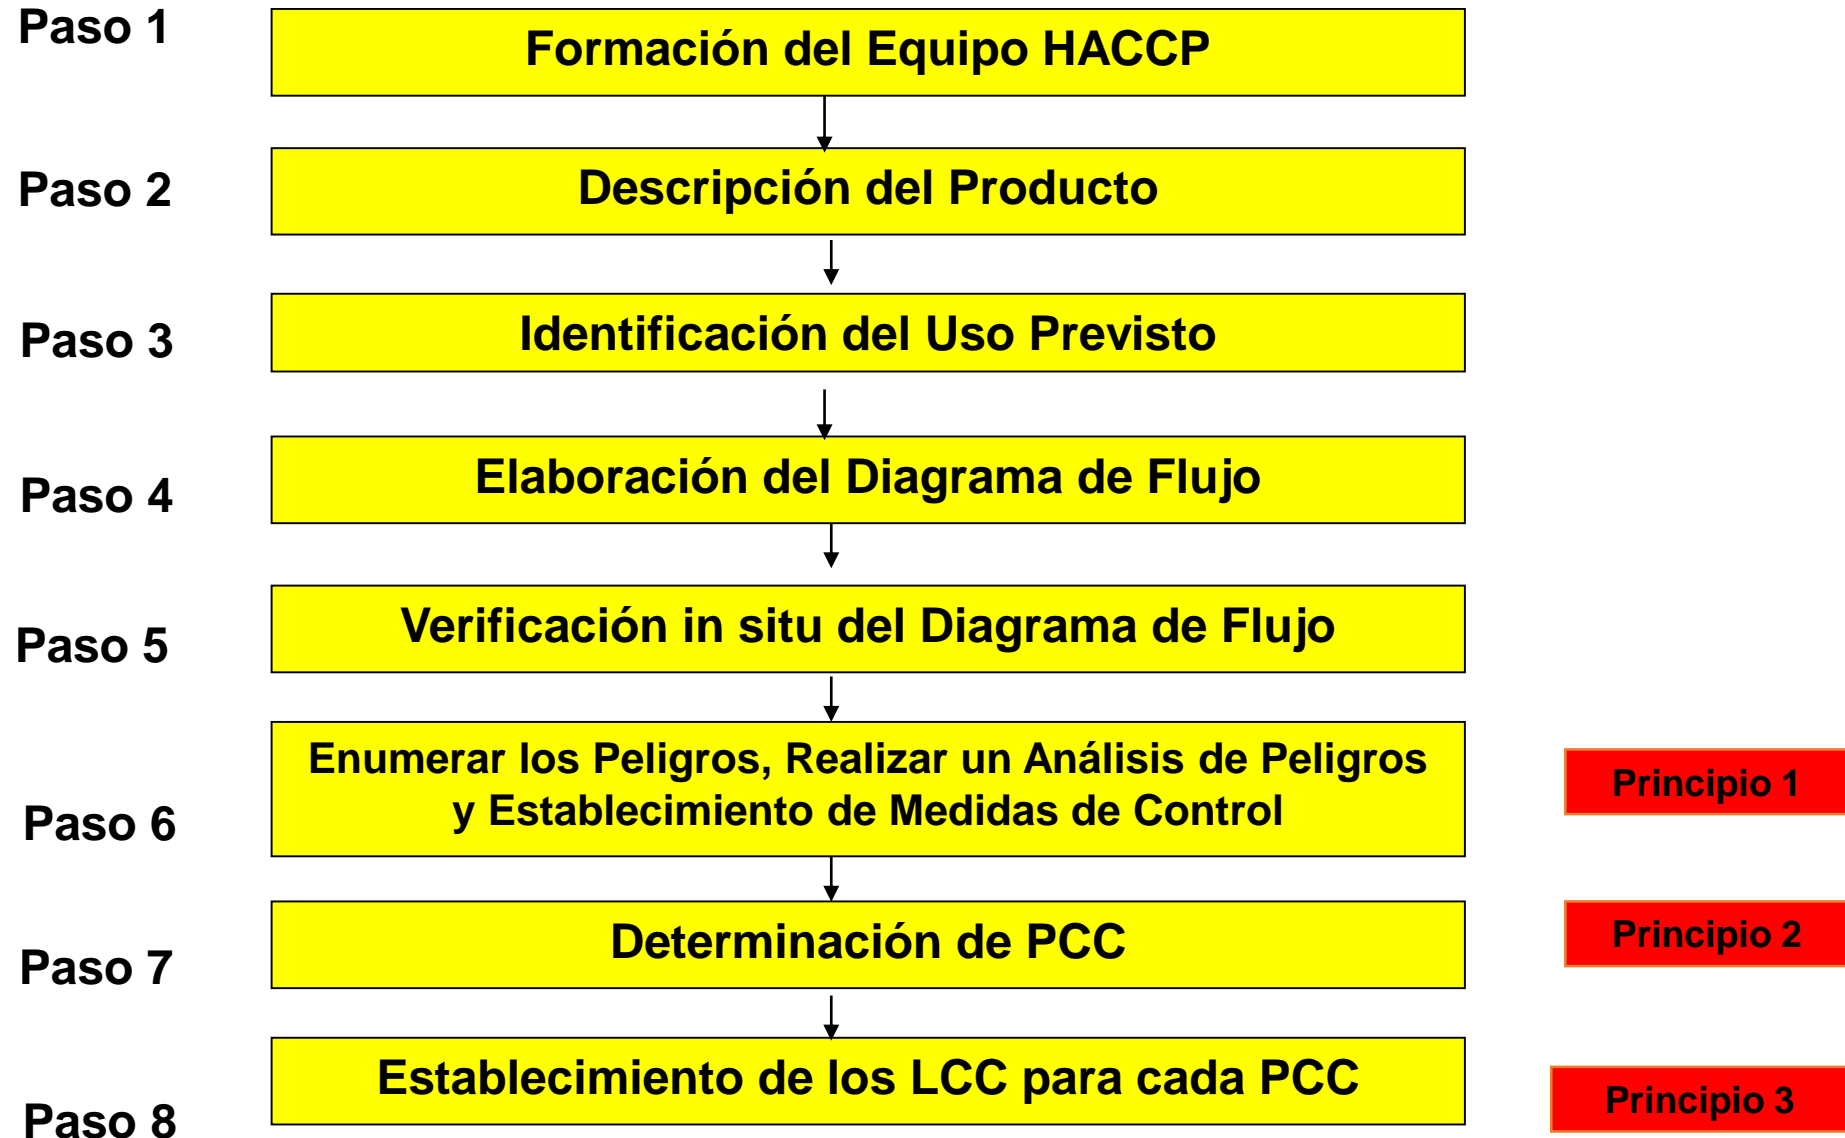 Paso 1
Formación del Equipo HACCP
Paso 2
Descripción del Producto
Paso 3
Identificación del Uso Previsto
Paso 4
Elaboración del Diagrama de Flujo
Paso 5
Verificación in situ del Diagrama de Flujo
Paso 6
Enumerar los Peligros, Realizar un Análisis de Peligros
y Establecimiento de Medidas de Control
Principio 1
Paso 7
Determinación de PCC
Principio 2
Paso 8
Establecimiento de los LCC para cada PCC
Principio 3